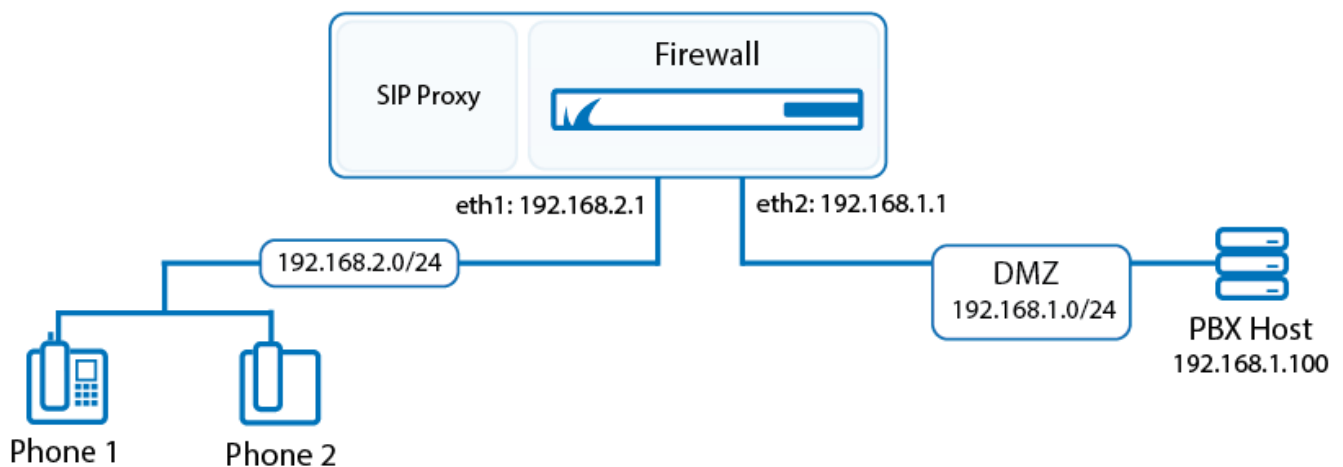 Firewall
SIP Proxy
eth1: 192.168.2.1
eth2: 192.168.1.1
192.168.2.0/24
DMZ
192.168.1.0/24
PBX Host
192.168.1.100
Phone 1
Phone 2